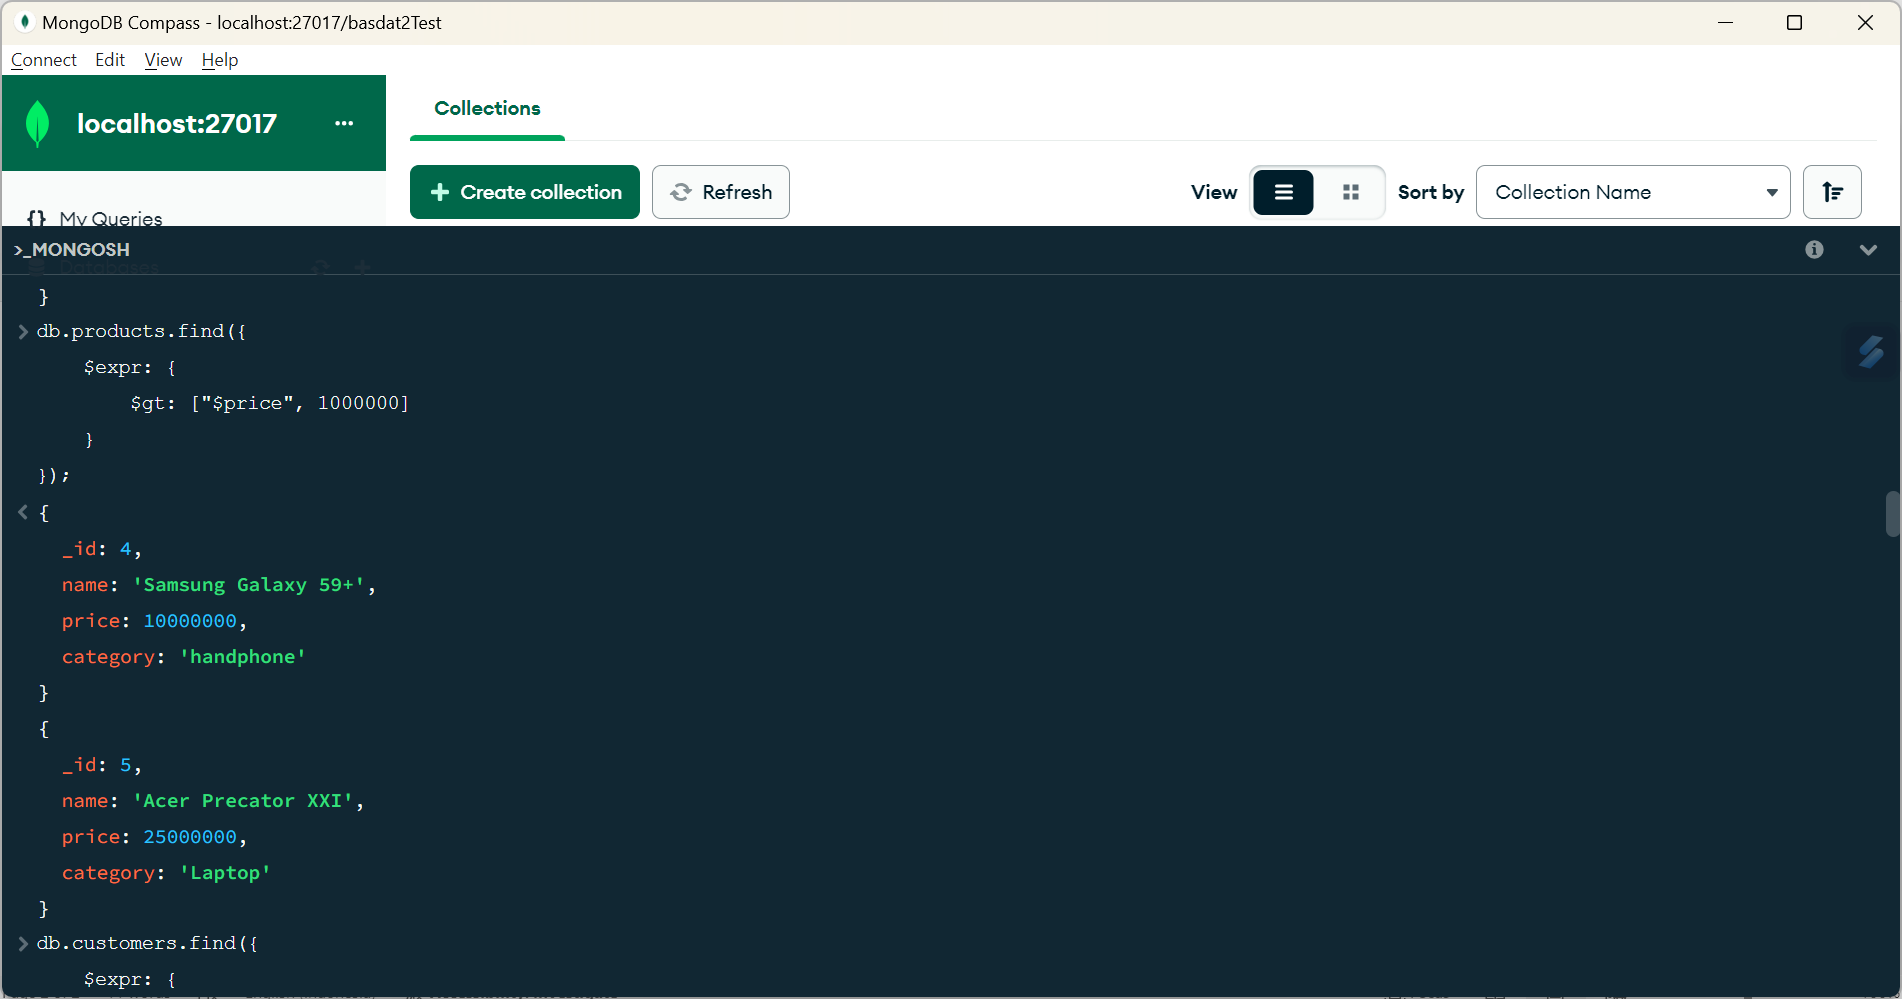 MongoDB Compass - localhost:27017/basdat2Test
Connect Edit View Help
localhost:27017 ...
Collections
Create collection Refresh View Sort by Collection Name
{} My Queries
>_MONGOSH
Databases
}
> db.products.find({
$expr: {
$gt: ["$price", 1000000]
}
});
< {
_id: 4,
name: 'Samsung Galaxy 59+',
price: 10000000,
category: 'handphone'
}
{
_id: 5,
name: 'Acer Precator XXI',
price: 25000000,
category: 'Laptop'
}
> db.customers.find({
$expr: {